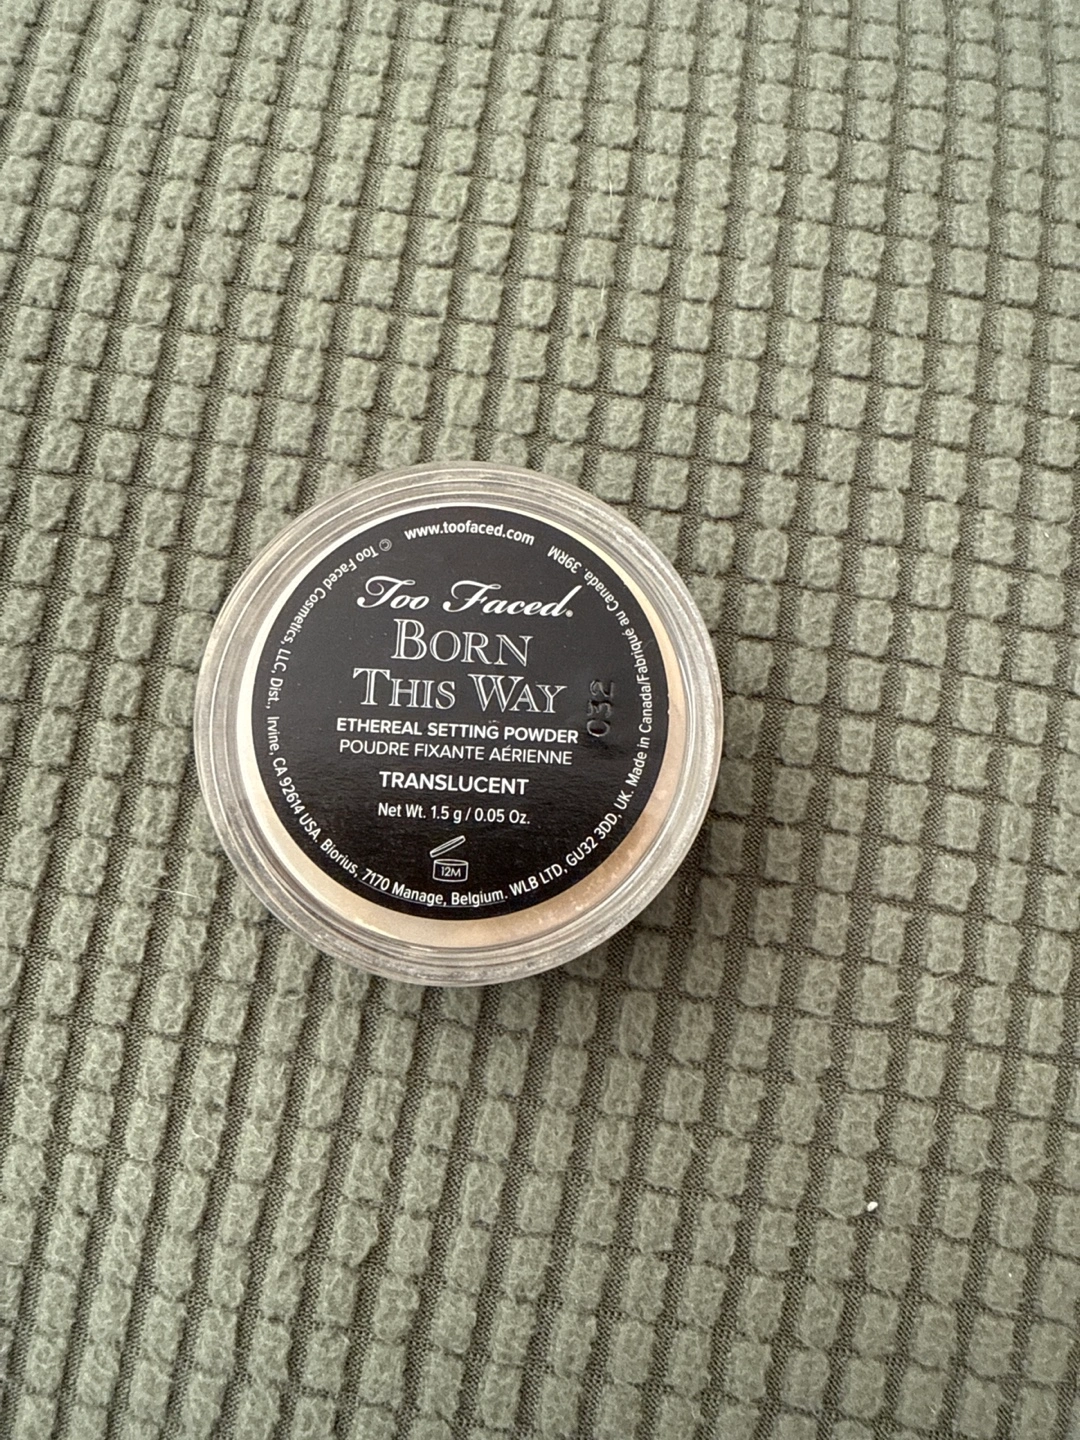 www.toofaced.com
Too Faced®
BORN
THIS WAY
ETHEREAL SETTING POWDER
POUDRE FIXANTE AÉRIENNE
TRANSLUCENT
Net Wt. 1.5 g / 0.05 Oz.
12M
032
© Too Faced Cosmetics, LLC, Dist., Irvine, CA 92614 USA. Biorius, 7170 Manage, Belgium. WLB LTD, GU32 3DD, UK. Made in Canada/Fabriqué au Canada. 39RM